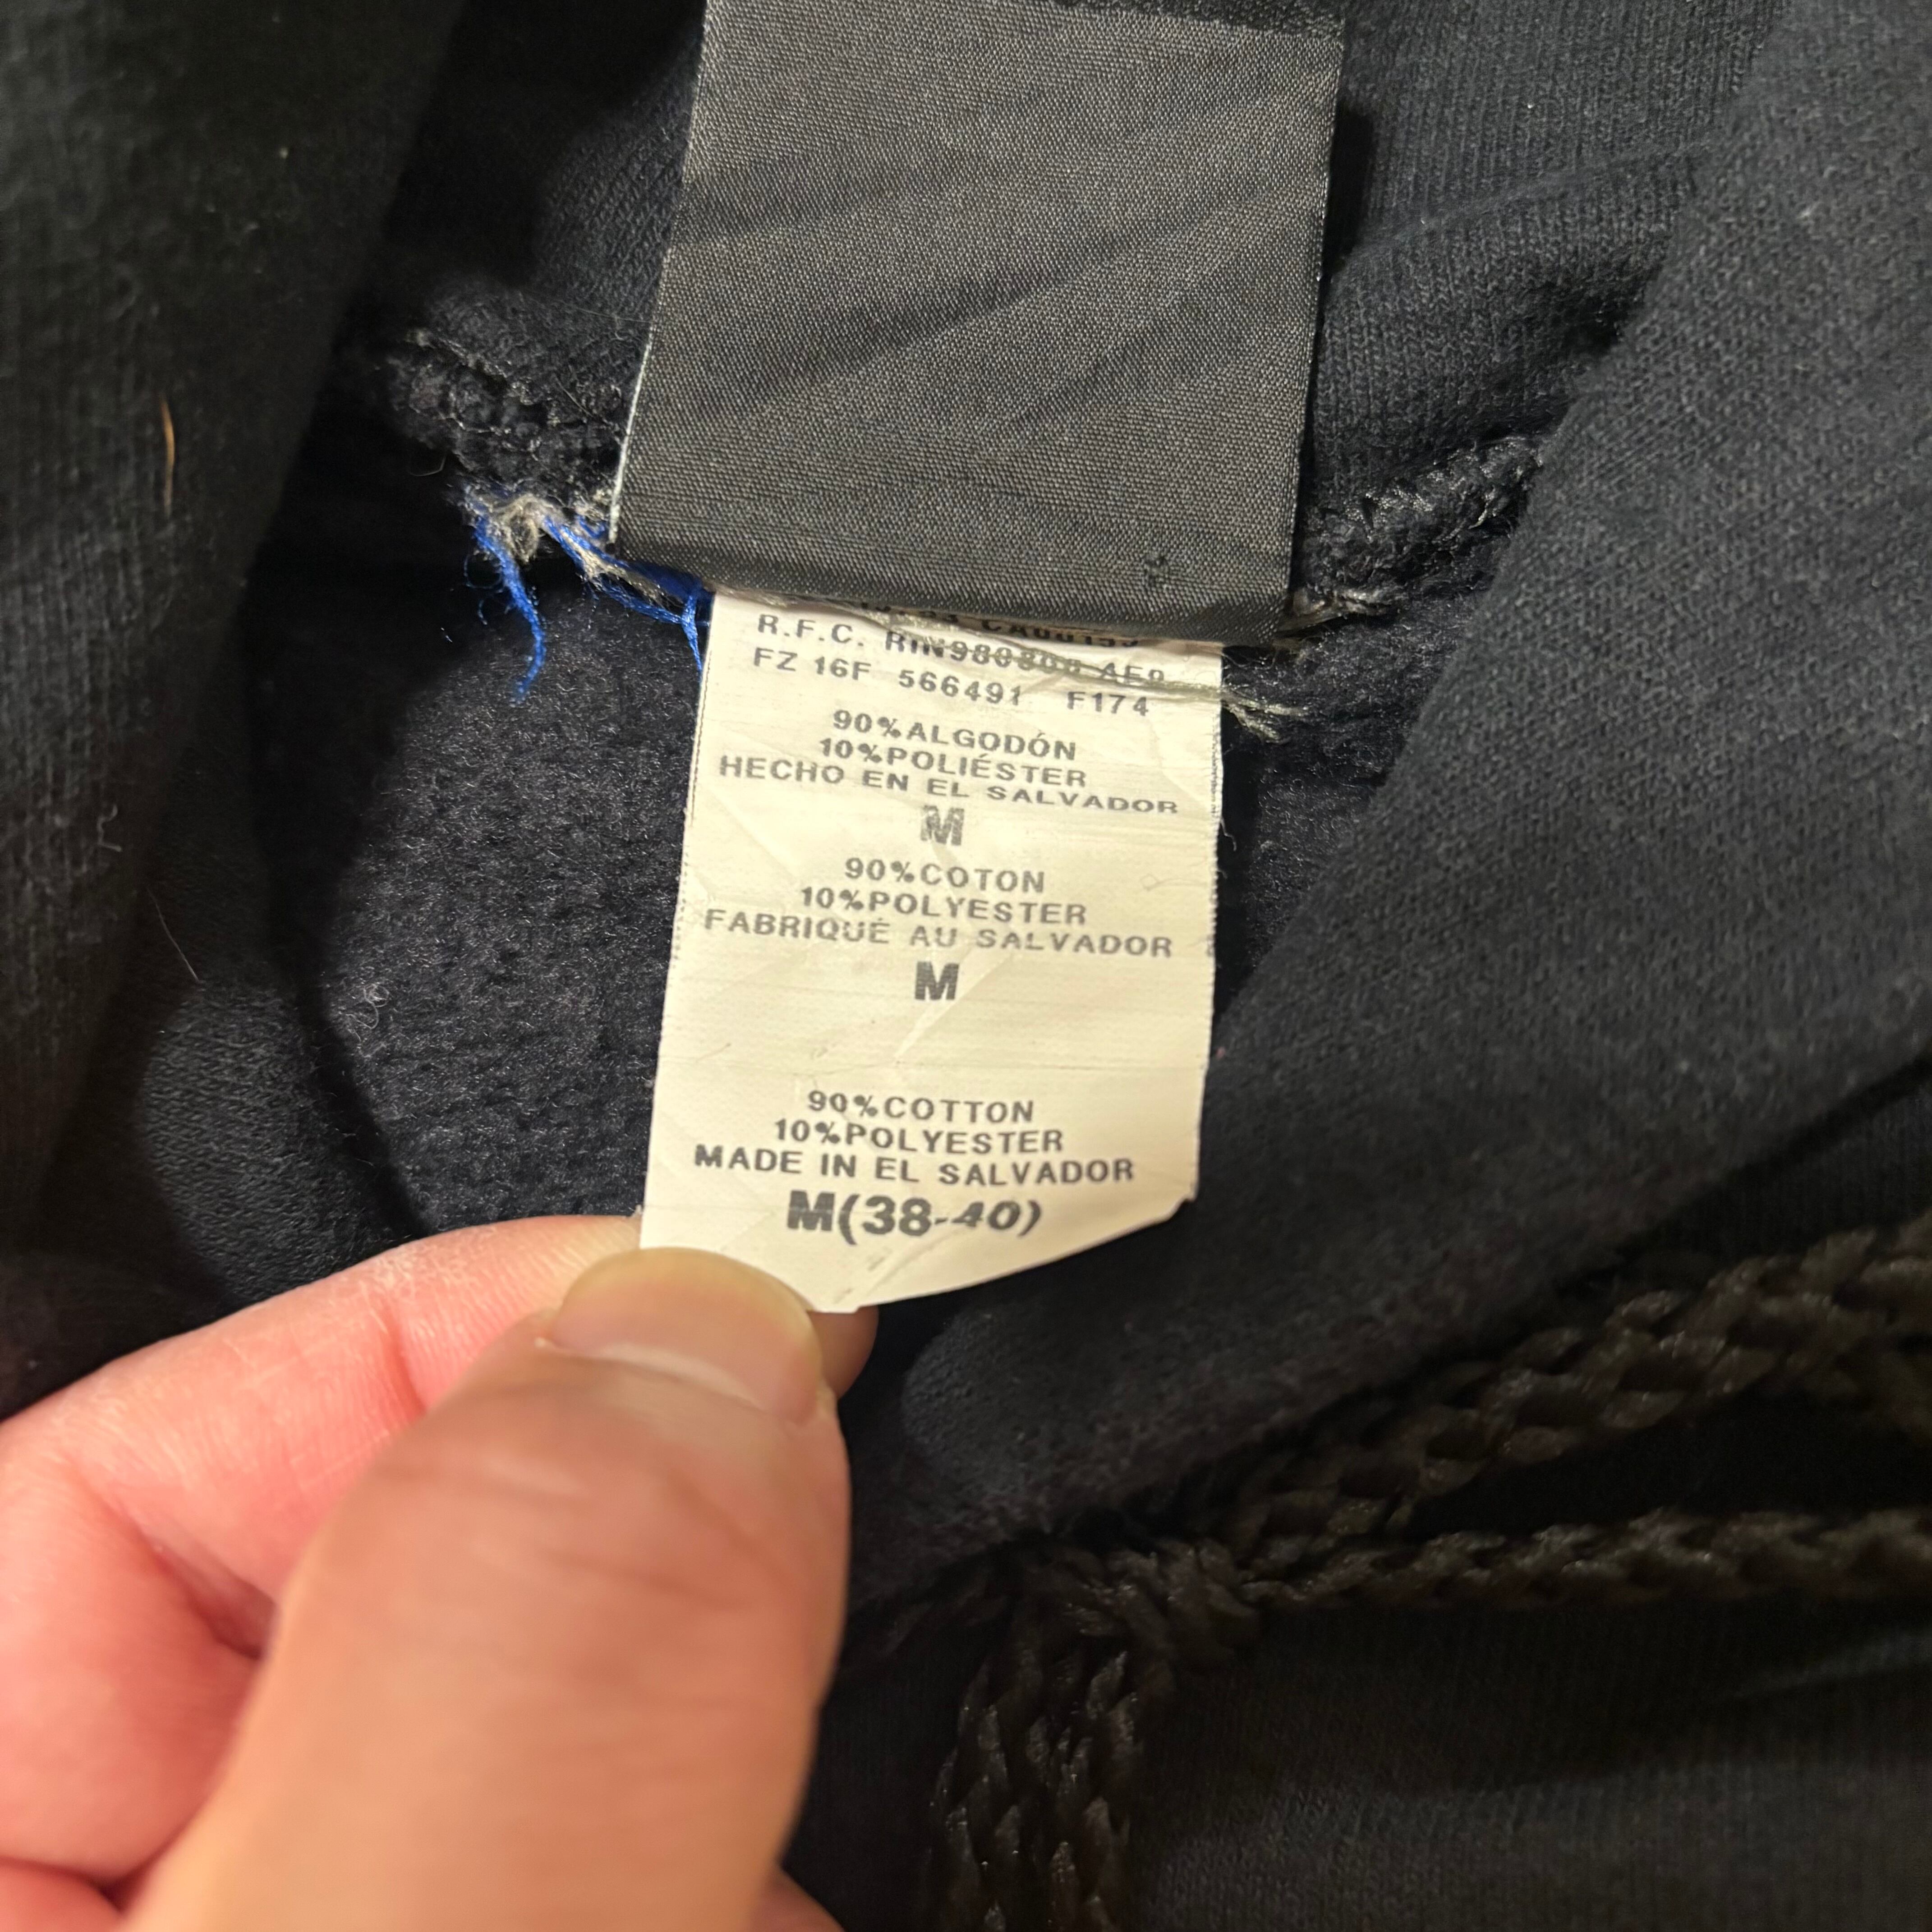 R.F.C.
FZ 16F 566491 F174
90%ALGODÓN
10%POLIÉSTER
HECHO EN EL SALVADOR
M
90%COTON
10%POLYESTER
FABRIQUÉ AU SALVADOR
M
90%COTTON
10%POLYESTER
MADE IN EL SALVADOR
M(38-40)